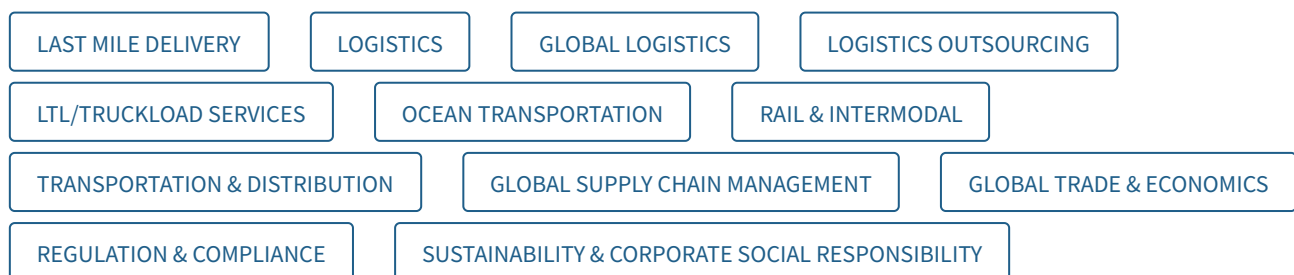 LAST MILE DELIVERY LOGISTICS GLOBAL LOGISTICS LOGISTICS OUTSOURCING
LTL/TRUCKLOAD SERVICES OCEAN TRANSPORTATION RAIL & INTERMODAL
TRANSPORTATION & DISTRIBUTION GLOBAL SUPPLY CHAIN MANAGEMENT GLOBAL TRADE & ECONOMICS
REGULATION & COMPLIANCE SUSTAINABILITY & CORPORATE SOCIAL RESPONSIBILITY